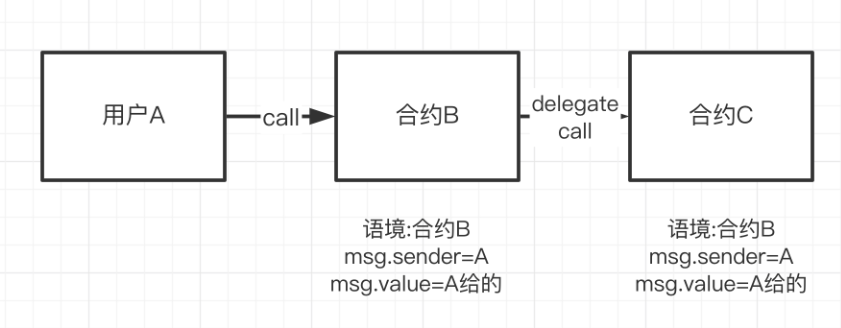 用户A
call
合约B
delegate
call
合约C
语境:合约B
msg.sender=A
msg.value=A给的
语境:合约B
msg.sender=A
msg.value=A给的